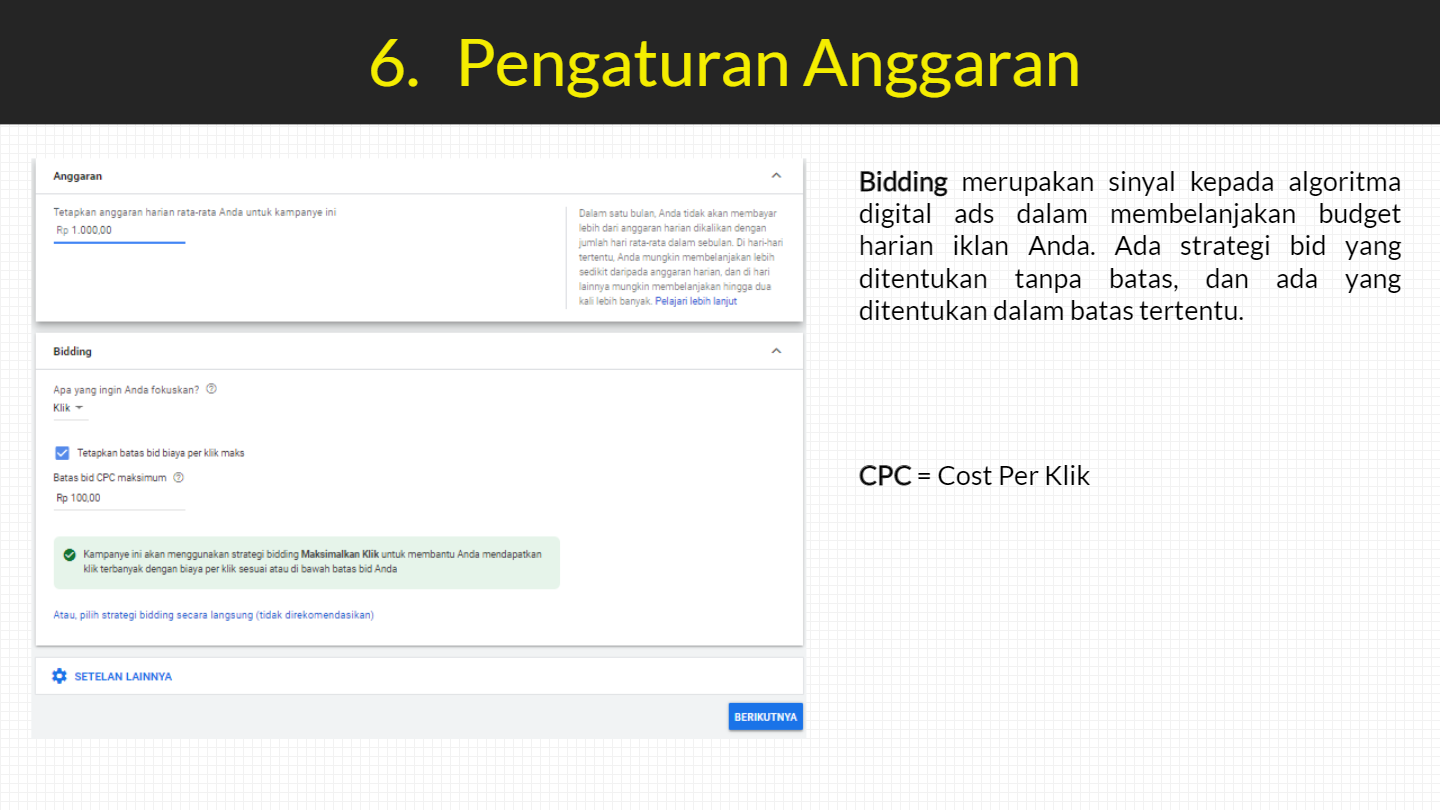 6. Pengaturan Anggaran
Anggaran
Tetapkan anggaran harian rata-rata Anda untuk kampanye ini
Rp 1.000,00
Dalam satu bulan, Anda tidak akan membayar
lebih dari anggaran harian dikalikan dengan
jumlah hari rata-rata dalam sebulan. Di hari-hari
tertentu, Anda mungkin membelanjakan lebih
sedikit daripada anggaran harian, dan di hari
lainnya mungkin membelanjakan hingga dua
kali lebih banyak. Pelajari lebih lanjut
Bidding
Apa yang ingin Anda fokuskan?
Klik
Tetapkan batas bid biaya per klik maks
Batas bid CPC maksimum
Rp 100,00
Kampanye ini akan menggunakan strategi bidding Maksimalkan Klik untuk membantu Anda mendapatkan
klik terbanyak dengan biaya per klik sesuai atau di bawah batas bid Anda
Atau, pilih strategi bidding secara langsung (tidak direkomendasikan)
SETELAN LAINNYA
BERIKUTNYA
Bidding merupakan sinyal kepada algoritma
digital ads dalam membelanjakan budget
harian iklan Anda. Ada strategi bid yang
ditentukan tanpa batas, dan ada yang
ditentukan dalam batas tertentu.
CPC = Cost Per Klik